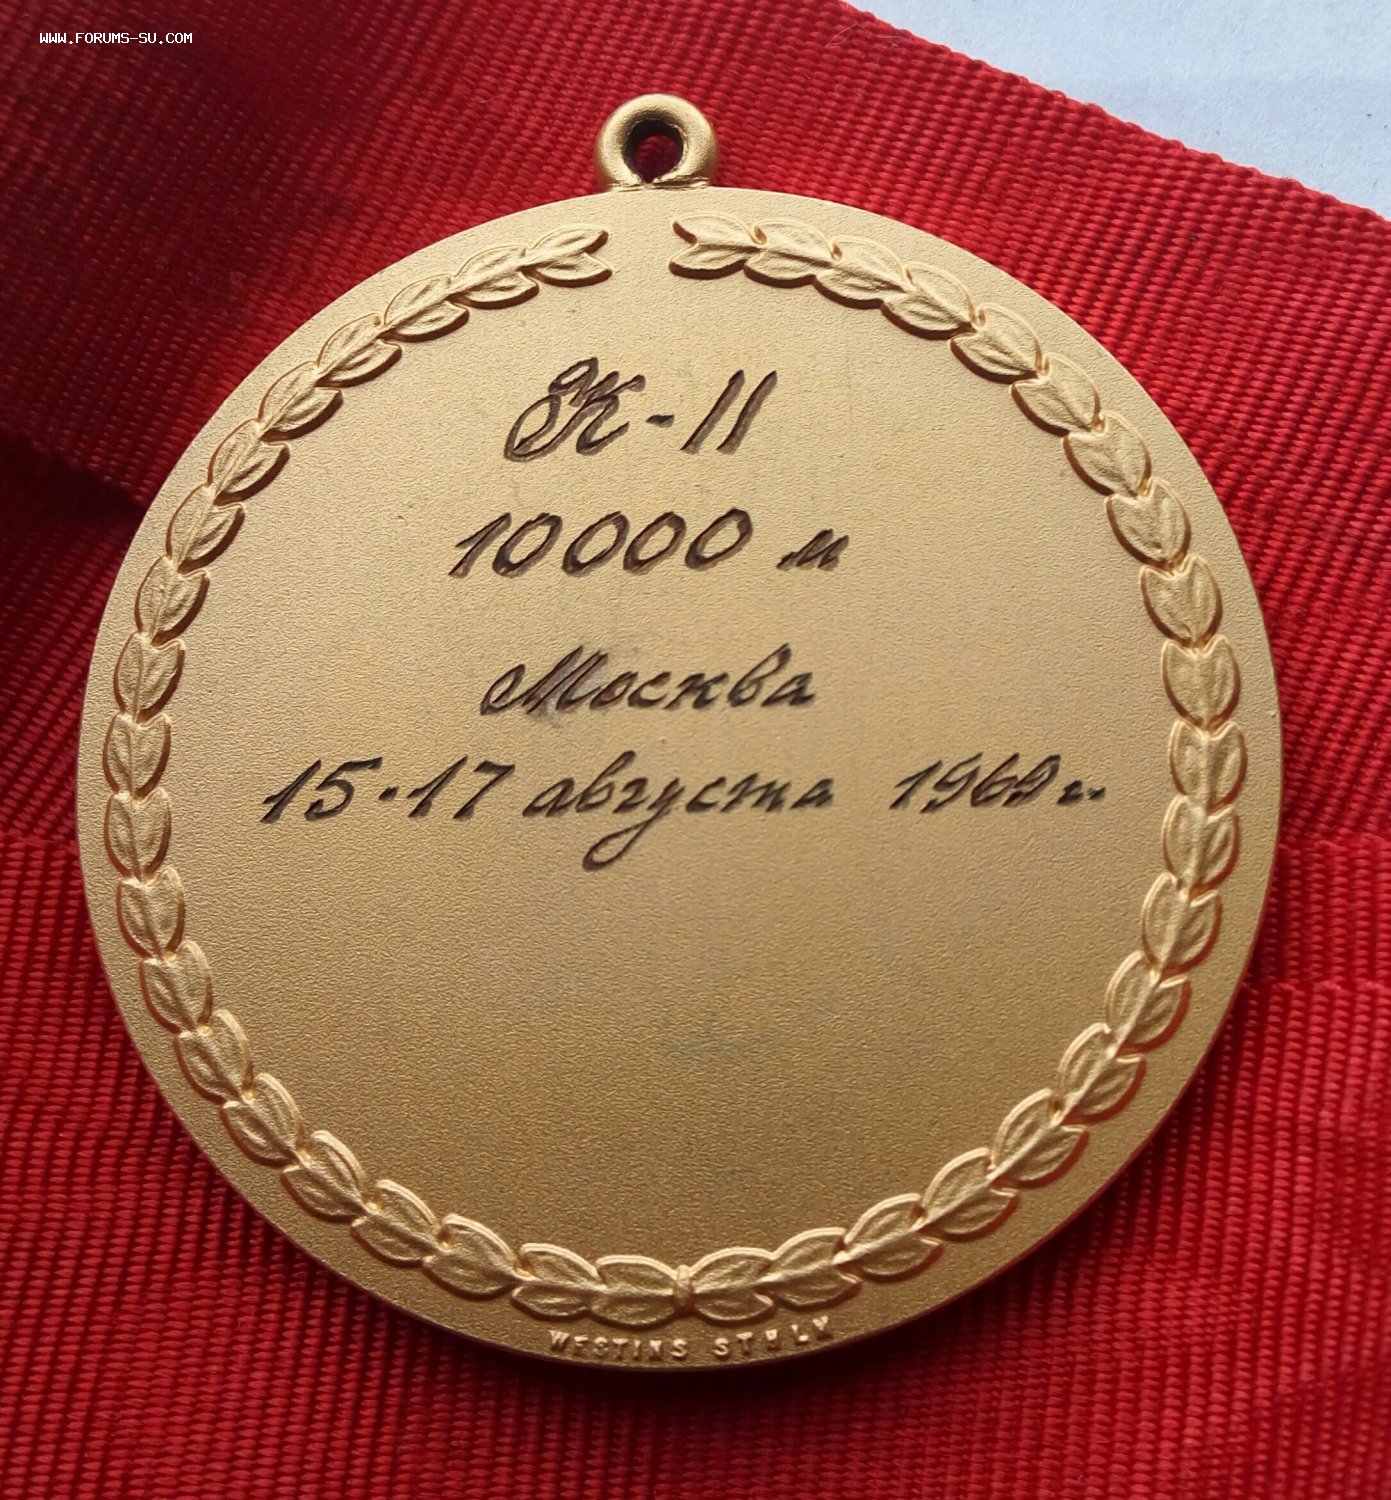 WWW.FORUMS-SU.COM
К-II
10000 м
Москва
15-17 августа 1969 г.
WESTINS STHLM